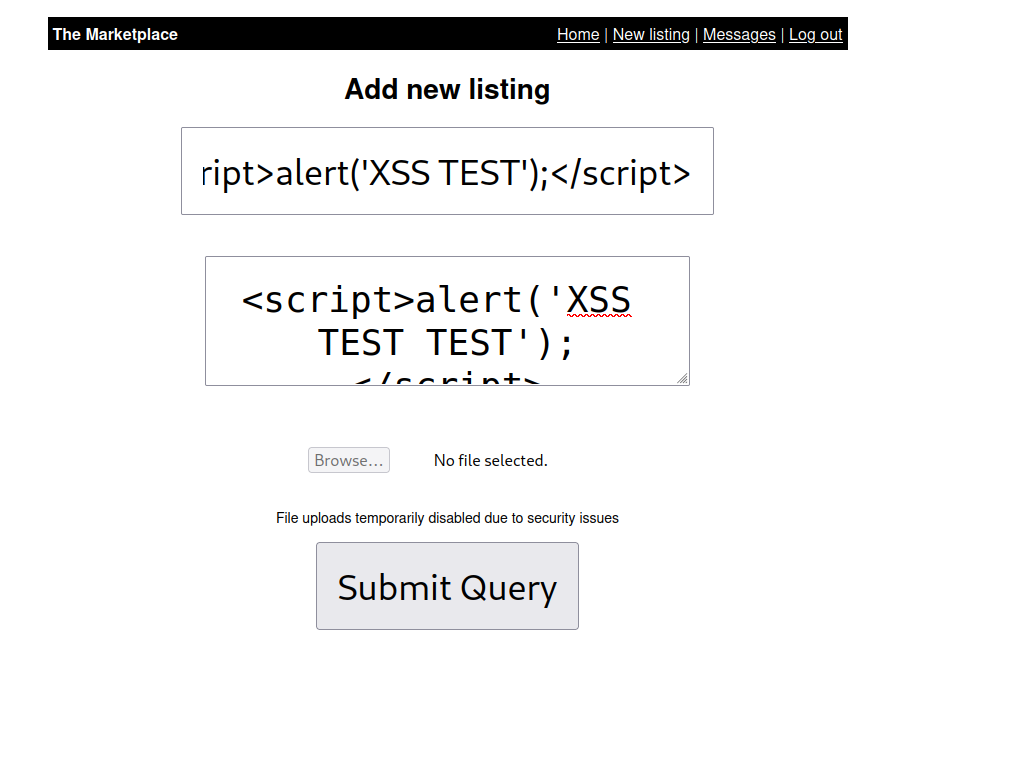 The Marketplace
Home | New listing | Messages | Log out
Add new listing
ript>alert('XSS TEST');</script>
<script>alert('XSS
TEST TEST');
</script>
Browse...
No file selected.
File uploads temporarily disabled due to security issues
Submit Query